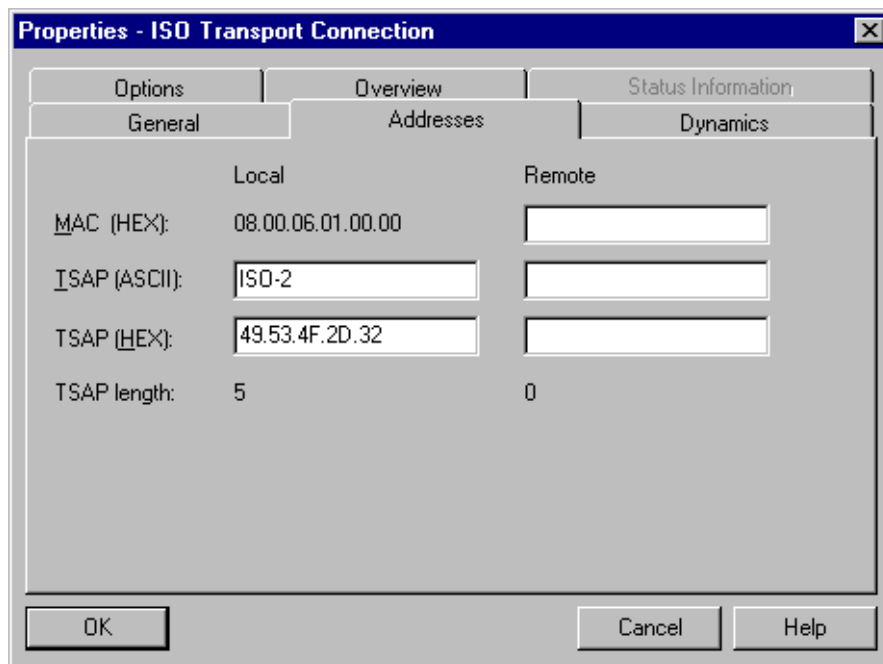 Properties - ISO Transport Connection
Options Overview Status Information
General Addresses Dynamics
Local Remote
MAC (HEX): 08.00.06.01.00.00
TSAP (ASCII): ISO-2
TSAP (HEX): 49.53.4F.2D.32
TSAP length: 5 0
OK Cancel Help